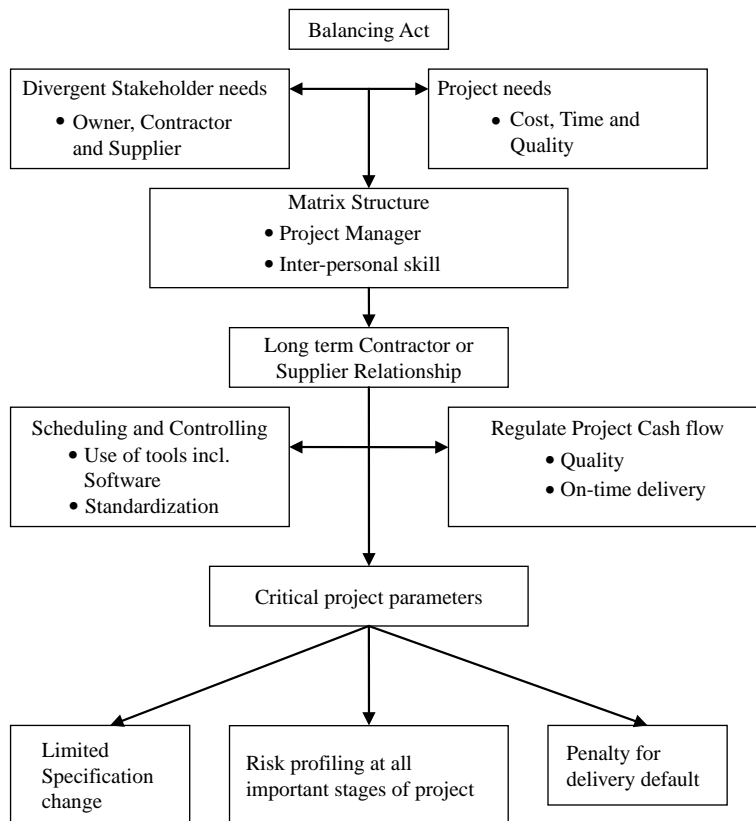 Balancing Act
Divergent Stakeholder needs
• Owner, Contractor
and Supplier
Project needs
• Cost, Time and
Quality
Matrix Structure
• Project Manager
• Inter-personal skill
Long term Contractor or
Supplier Relationship
Scheduling and Controlling
• Use of tools incl.
Software
• Standardization
Regulate Project Cash flow
• Quality
• On-time delivery
Critical project parameters
Limited
Specification
change
Risk profiling at all
important stages of project
Penalty for
delivery default